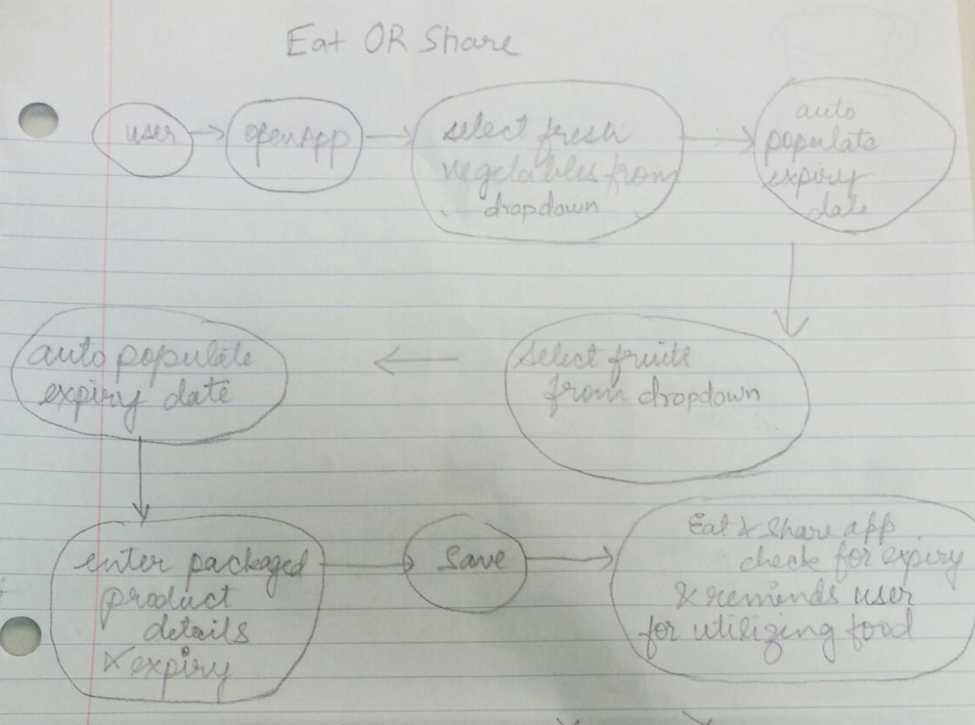 Eat OR Share
user
openApp
select fresh
vegetables from
dropdown
auto
populate
expiry
date
select fruits
from dropdown
auto populate
expiry date
enter packaged
product
details
& expiry
Save
Eat & Share app
check for expiry
& reminds user
for utilizing food